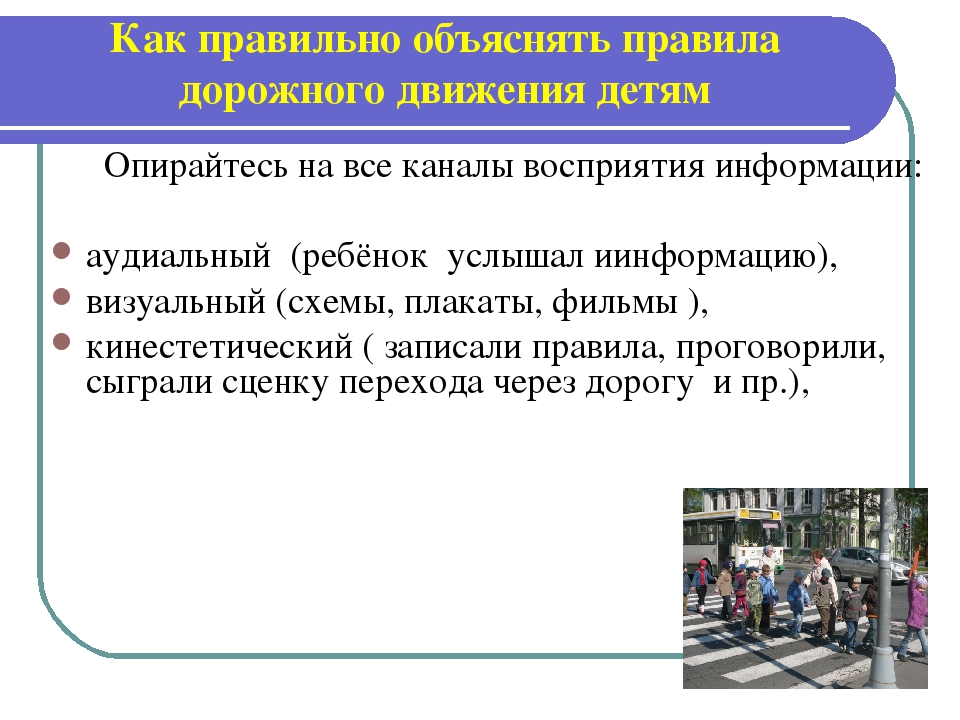 Как правильно объяснять правила
дорожного движения детям
Опирайтесь на все каналы восприятия информации:
аудиальный (ребёнок услышал иинформацию),
визуальный (схемы, плакаты, фильмы ),
кинестетический ( записали правила, проговорили,
сыграли сценку перехода через дорогу и пр.),